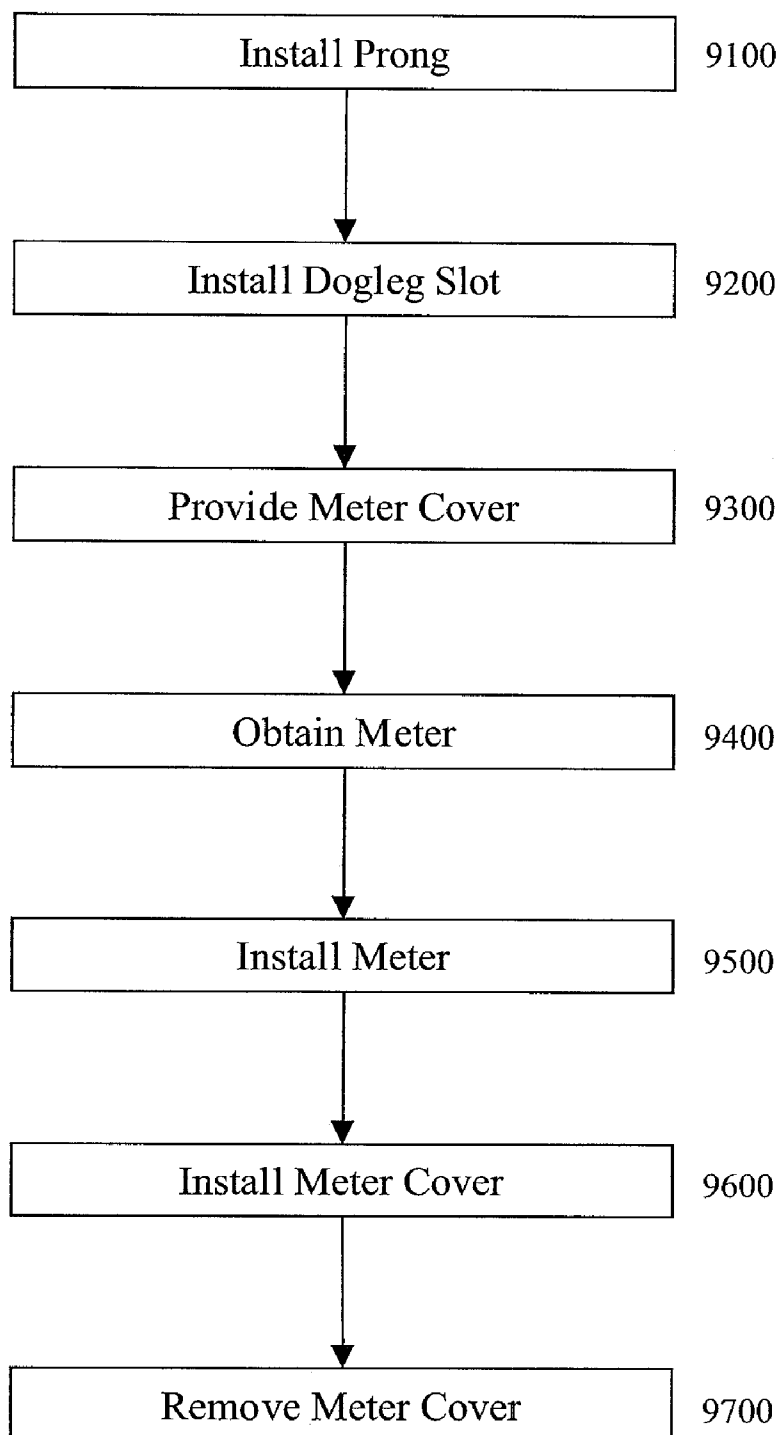 Install Prong 9100
Install Dogleg Slot 9200
Provide Meter Cover 9300
Obtain Meter 9400
Install Meter 9500
Install Meter Cover 9600
Remove Meter Cover 9700